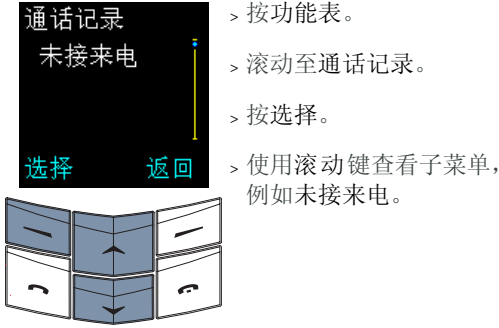 通话记录
未接来电
选择 返回
> 按功能表。
> 滚动至通话记录。
> 按选择。
> 使用滚动键查看子菜单，
例如未接来电。